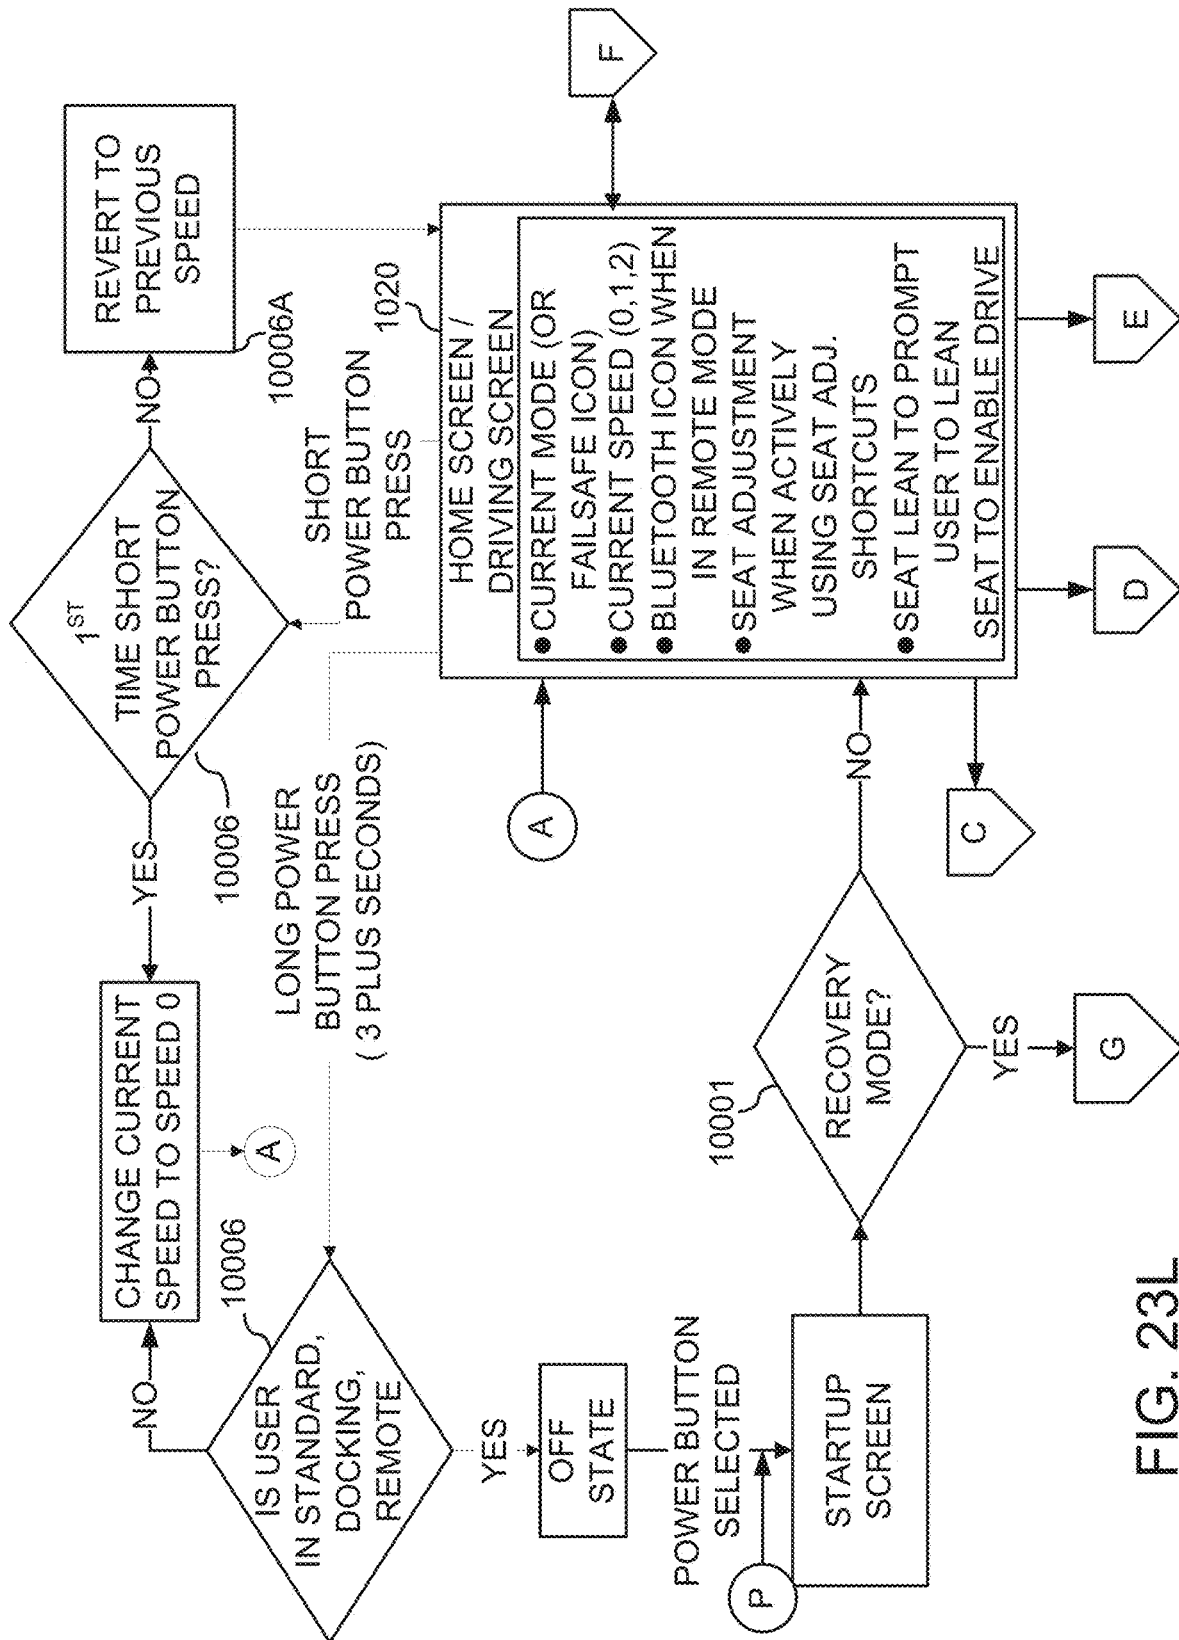 IS USER
IN STANDARD,
DOCKING,
REMOTE
10006
NO
YES
CHANGE CURRENT
SPEED TO SPEED 0
A
YES
1ST
TIME SHORT
POWER BUTTON
PRESS?
10006
NO
REVERT TO
PREVIOUS
SPEED
10006A
LONG POWER
BUTTON PRESS
( 3 PLUS SECONDS)
SHORT
POWER BUTTON
PRESS
OFF
STATE
POWER BUTTON
SELECTED
P
STARTUP
SCREEN
RECOVERY
MODE?
10001
NO
YES
G
A
1020
HOME SCREEN /
DRIVING SCREEN
● CURRENT MODE (OR
FAILSAFE ICON)
● CURRENT SPEED (0,1,2)
● BLUETOOTH ICON WHEN
IN REMOTE MODE
● SEAT ADJUSTMENT
WHEN ACTIVELY
USING SEAT ADJ.
SHORTCUTS
● SEAT LEAN TO PROMPT
USER TO LEAN
SEAT TO ENABLE DRIVE
F
C
D
E
FIG. 23L